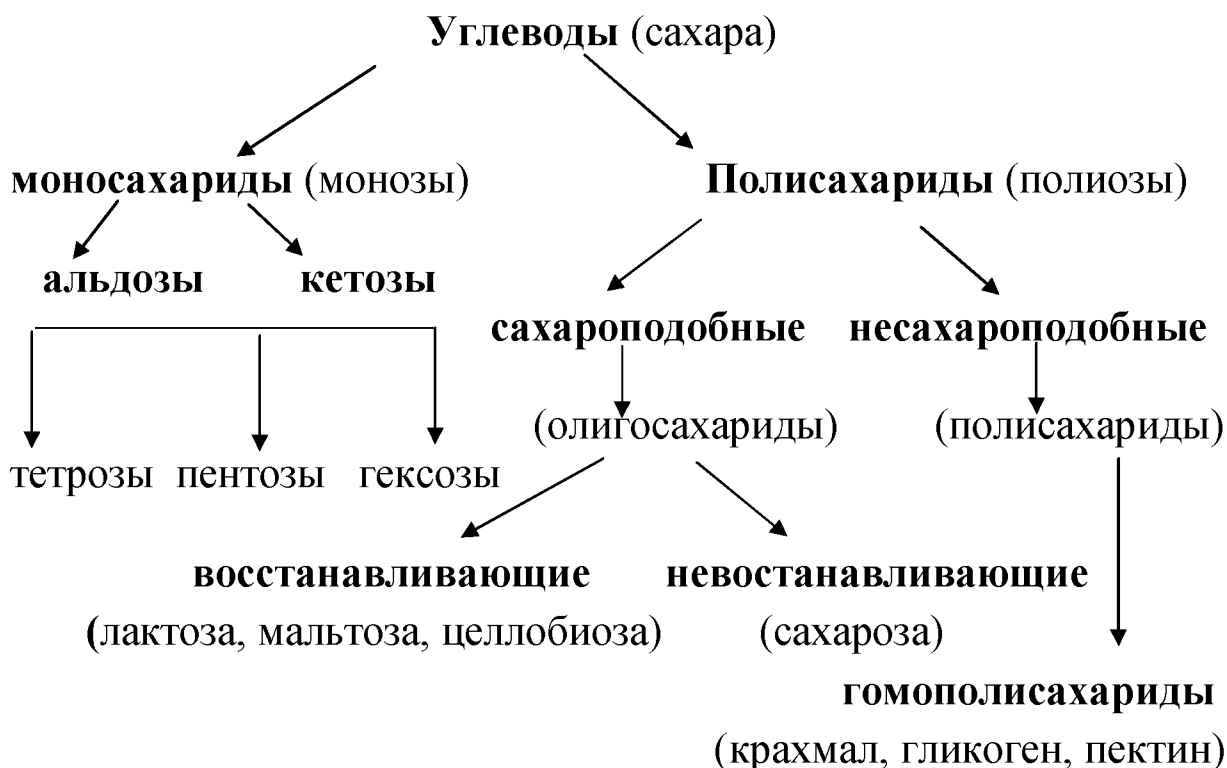 Углеводы (сахара)
моносахариды (монозы) Полисахариды (полиозы)
альдозы кетозы
сахароподобные несахароподобные
(олигосахариды) (полисахариды)
тетрозы пентозы гексозы
восстанавливающие невостанавливающие
(лактоза, мальтоза, целлобиоза) (сахароза)
гомополисахариды
(крахмал, гликоген, пектин)